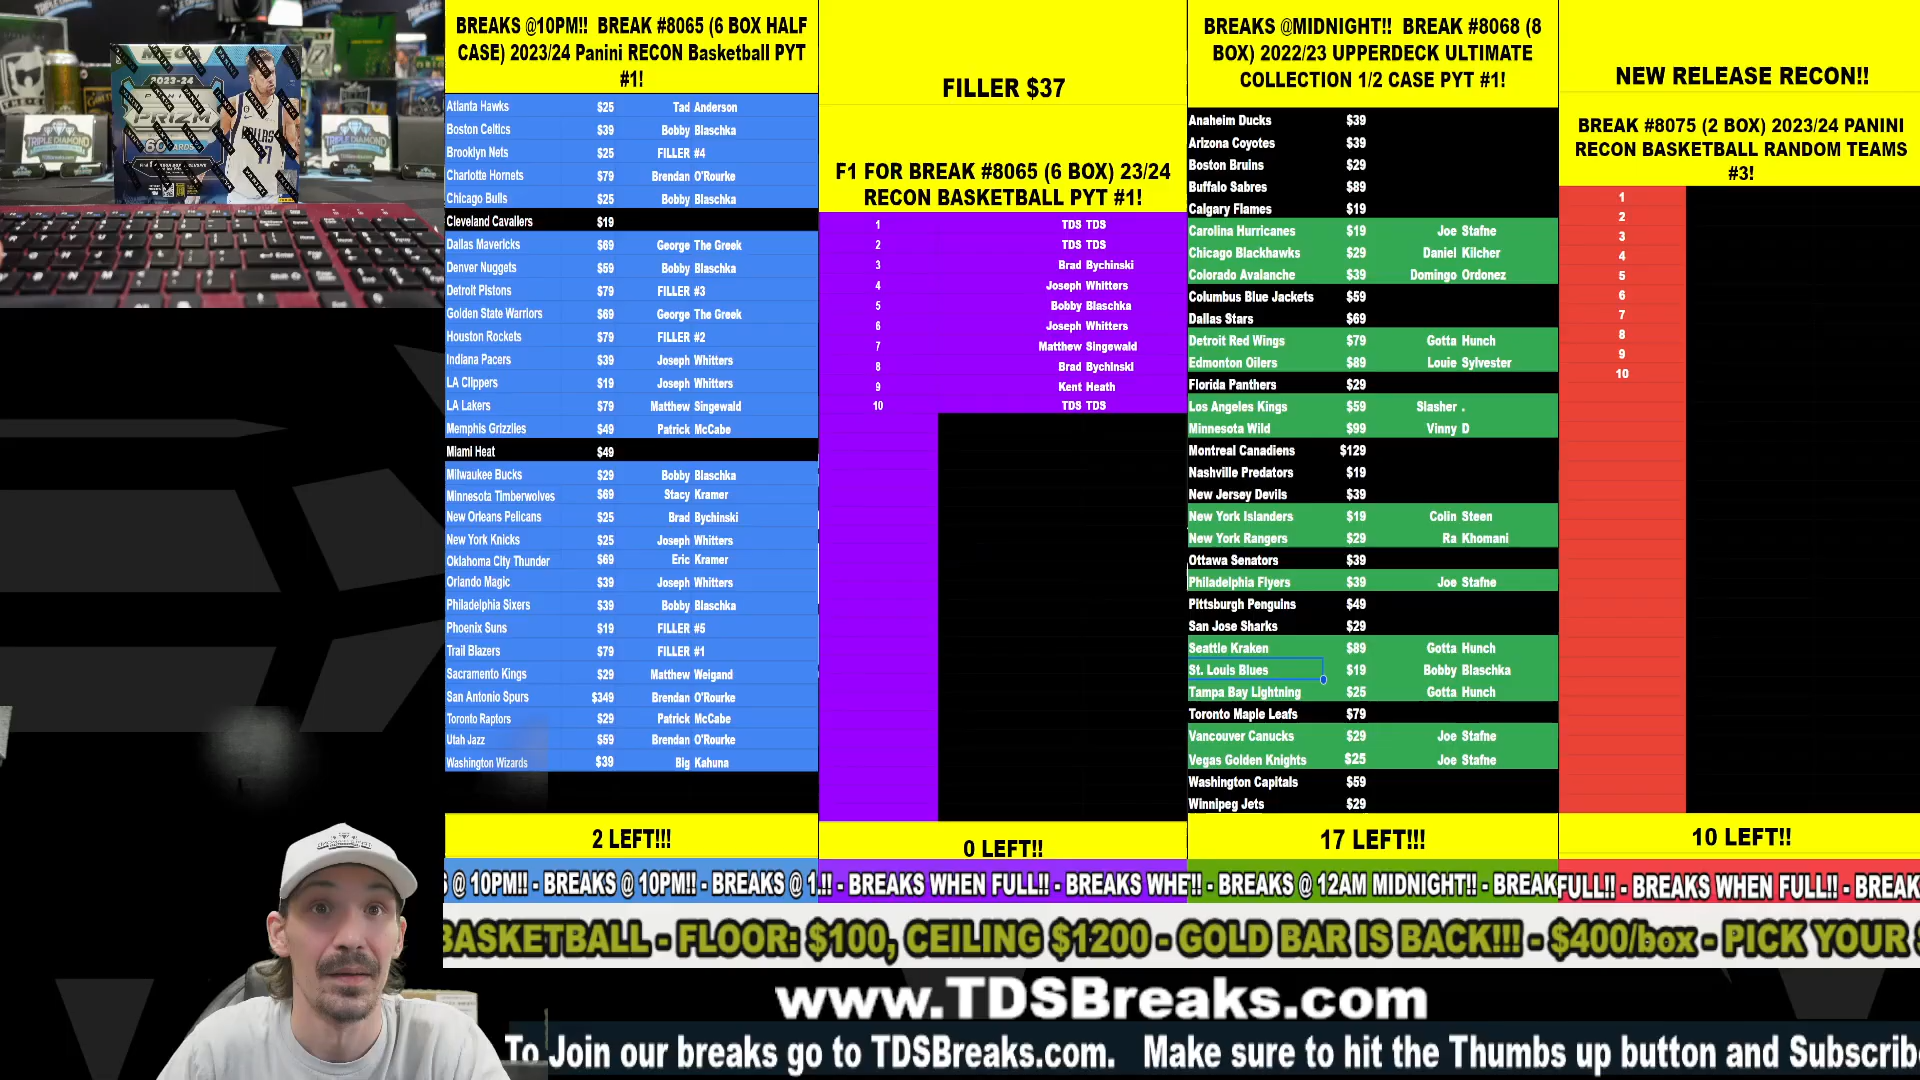 MEGA
2023-24
PANINI
PRIZM
60 CARDS
DALLAS
TRIPLE DIAMOND
TRIPLE DIAMOND
BREAKS @10PM!! BREAK #8065 (6 BOX HALF
CASE) 2023/24 Panini RECON Basketball PYT
#1!
Atlanta Hawks $25 Tad Anderson
Boston Celtics $39 Bobby Blaschka
Brooklyn Nets $25 FILLER #4
Charlotte Hornets $79 Brendan O'Rourke
Chicago Bulls $25 Bobby Blaschka
Cleveland Cavaliers $19
Dallas Mavericks $69 George The Greek
Denver Nuggets $59 Bobby Blaschka
Detroit Pistons $79 FILLER #3
Golden State Warriors $69 George The Greek
Houston Rockets $79 FILLER #2
Indiana Pacers $39 Joseph Whitters
LA Clippers $19 Joseph Whitters
LA Lakers $79 Matthew Singewald
Memphis Grizzlies $49 Patrick McCabe
Miami Heat $49
Milwaukee Bucks $29 Bobby Blaschka
Minnesota Timberwolves $69 Stacy Kramer
New Orleans Pelicans $25 Brad Bychinski
New York Knicks $25 Joseph Whitters
Oklahoma City Thunder $69 Eric Kramer
Orlando Magic $39 Joseph Whitters
Philadelphia Sixers $39 Bobby Blaschka
Phoenix Suns $19 FILLER #5
Trail Blazers $79 FILLER #1
Sacramento Kings $29 Matthew Weigand
San Antonio Spurs $349 Brendan O'Rourke
Toronto Raptors $29 Patrick McCabe
Utah Jazz $59 Brendan O'Rourke
Washington Wizards $39 Big Kahuna
2 LEFT!!!
FILLER $37
F1 FOR BREAK #8065 (6 BOX) 23/24
RECON BASKETBALL PYT #1!
1 TDS TDS
2 TDS TDS
3 Brad Bychinski
4 Joseph Whitters
5 Bobby Blaschka
6 Joseph Whitters
7 Matthew Singewald
8 Brad Bychinski
9 Kent Heath
10 TDS TDS
0 LEFT!!
BREAKS @MIDNIGHT!! BREAK #8068 (8
BOX) 2022/23 UPPERDECK ULTIMATE
COLLECTION 1/2 CASE PYT #1!
Anaheim Ducks $39
Arizona Coyotes $39
Boston Bruins $29
Buffalo Sabres $89
Calgary Flames $19
Carolina Hurricanes $19 Joe Stafne
Chicago Blackhawks $29 Daniel Kilcher
Colorado Avalanche $39 Domingo Ordonez
Columbus Blue Jackets $59
Dallas Stars $69
Detroit Red Wings $79 Gotta Hunch
Edmonton Oilers $89 Louie Sylvester
Florida Panthers $29
Los Angeles Kings $59 Slasher .
Minnesota Wild $99 Vinny D
Montreal Canadiens $129
Nashville Predators $19
New Jersey Devils $39
New York Islanders $19 Colin Steen
New York Rangers $29 Ra Khomani
Ottawa Senators $39
Philadelphia Flyers $39 Joe Stafne
Pittsburgh Penguins $49
San Jose Sharks $29
Seattle Kraken $89 Gotta Hunch
St. Louis Blues $19 Bobby Blaschka
Tampa Bay Lightning $25 Gotta Hunch
Toronto Maple Leafs $79
Vancouver Canucks $29 Joe Stafne
Vegas Golden Knights $25 Joe Stafne
Washington Capitals $59
Winnipeg Jets $29
17 LEFT!!!
NEW RELEASE RECON!!
BREAK #8075 (2 BOX) 2023/24 PANINI
RECON BASKETBALL RANDOM TEAMS
#3!
1
2
3
4
5
6
7
8
9
10
10 LEFT!!
S @ 10PM!! - BREAKS @ 10PM!! - BREAKS @ 1
.!! - BREAKS WHEN FULL!! - BREAKS WHE
!! - BREAKS @ 12AM MIDNIGHT!! - BREAK
FULL!! - BREAKS WHEN FULL!! - BREAK
BASKETBALL - FLOOR: $100, CEILING $1200 - GOLD BAR IS BACK!!! - $400/box - PICK YOUR
www.TDSBreaks.com
To Join our breaks go to TDSBreaks.com. Make sure to hit the Thumbs up button and Subscribe